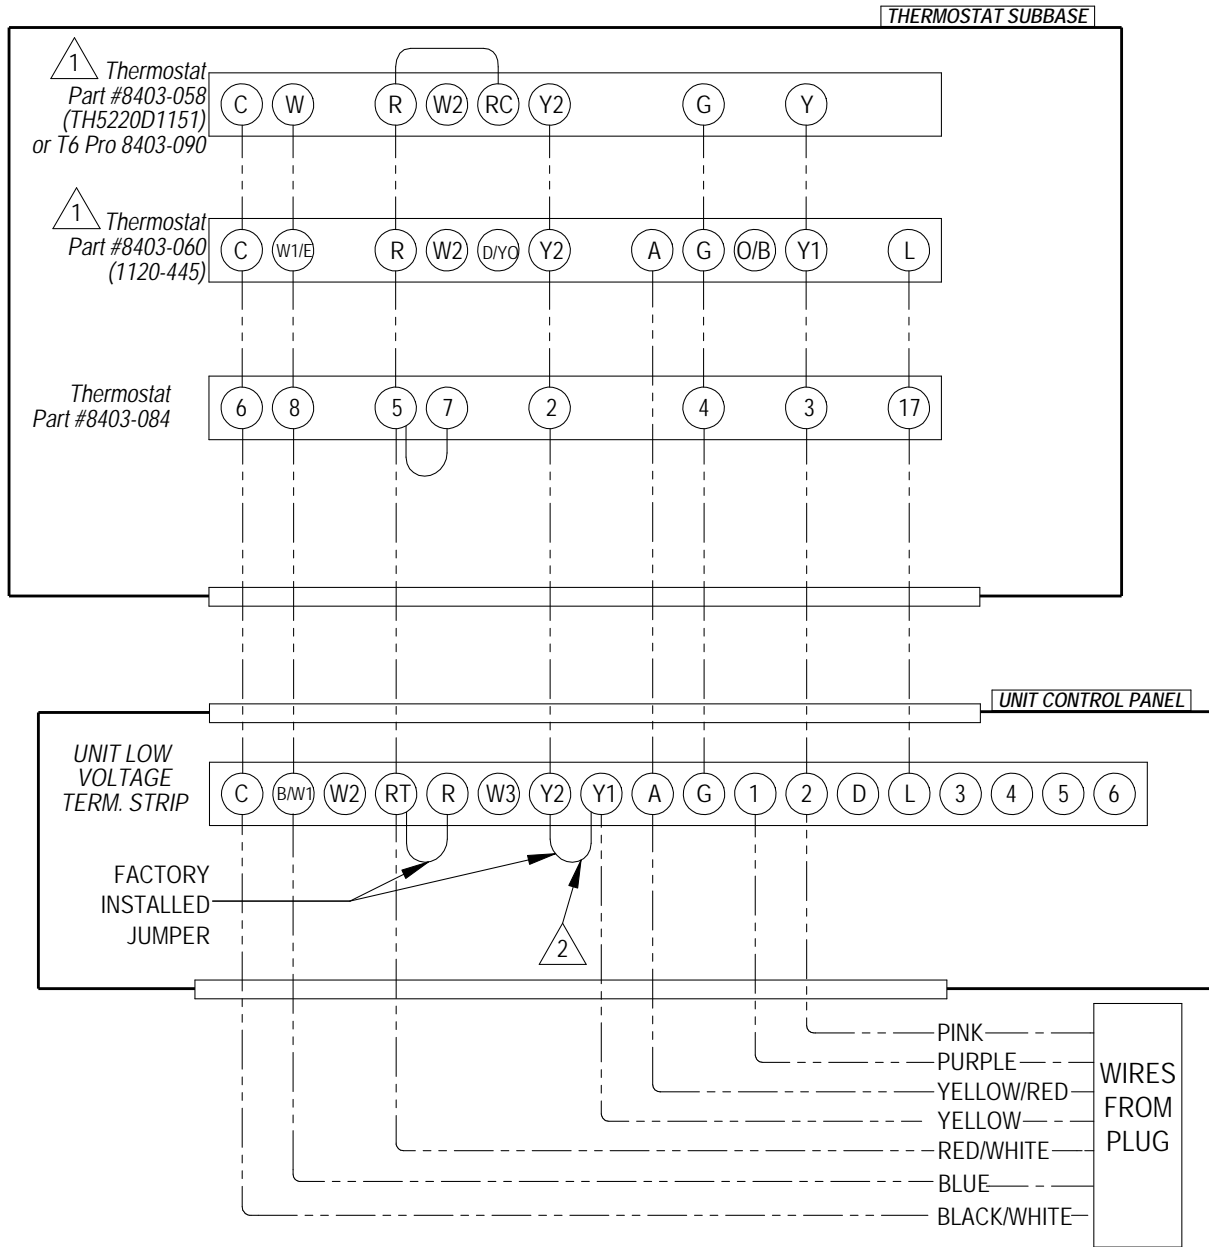 THERMOSTAT SUBBASE
1 Thermostat
Part #8403-058
(TH5220D1151)
or T6 Pro 8403-090
C W R W2 RC Y2 G Y
1 Thermostat
Part #8403-060
(1120-445)
C W1/E R W2 D/YO Y2 A G O/B Y1 L
Thermostat
Part #8403-084
6 8 5 7 2 4 3 17
UNIT CONTROL PANEL
UNIT LOW
VOLTAGE
TERM. STRIP
C B/W1 W2 RT R W3 Y2 Y1 A G 1 2 D L 3 4 5 6
FACTORY
INSTALLED
JUMPER
2
PINK
PURPLE
YELLOW/RED
YELLOW
RED/WHITE
BLUE
BLACK/WHITE
WIRES
FROM
PLUG